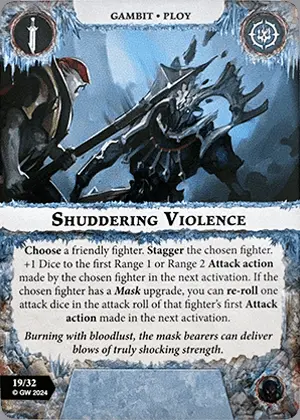 GAMBIT • PLOY
SHUDDERING VIOLENCE
Choose a friendly fighter. Stagger the chosen fighter.
+1 Dice to the first Range 1 or Range 2 Attack action
made by the chosen fighter in the next activation. If the
chosen fighter has a Mask upgrade, you can re-roll one
attack dice in the attack roll of that fighter's first Attack
action made in the next activation.
Burning with bloodlust, the mask bearers can deliver
blows of truly shocking strength.
19/32
© GW 2024